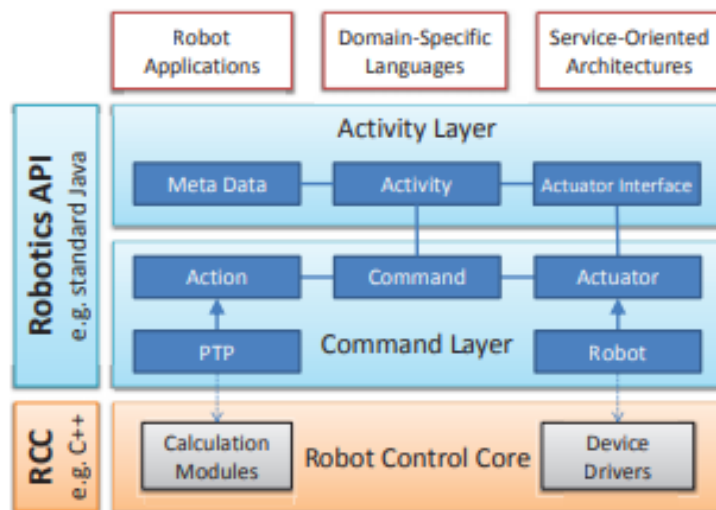 Robot
Applications
Domain-Specific
Languages
Service-Oriented
Architectures
Robotics API
e.g. standard Java
Activity Layer
Meta Data
Activity
Actuator Interface
Action
Command
Actuator
PTP
Command Layer
Robot
RCC
e.g. C++
Calculation
Modules
Robot Control Core
Device
Drivers